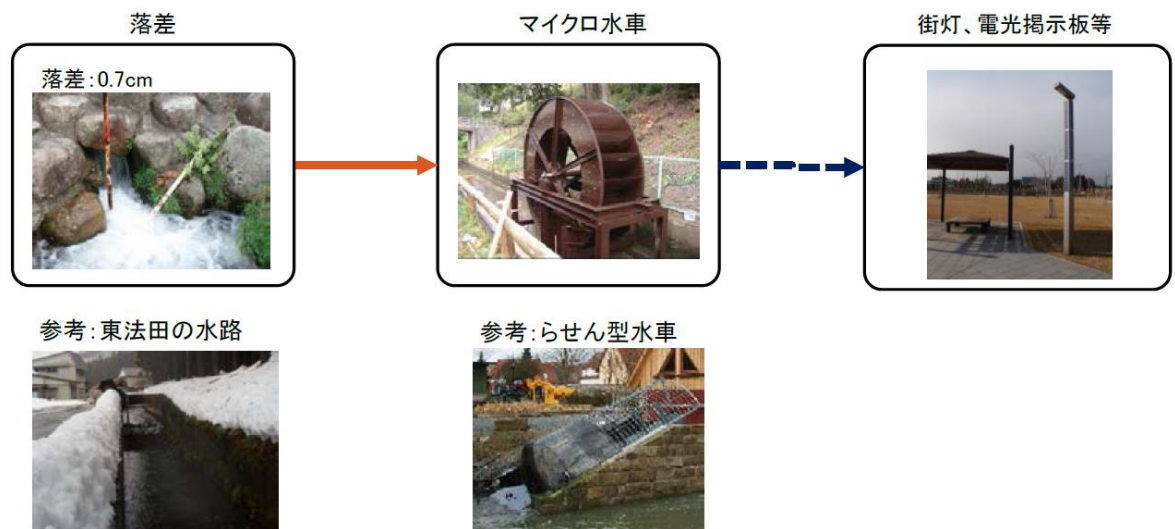 落差
マイクロ水車
街灯、電光掲示板等
落差:0.7cm
参考:東法田の水路
参考:らせん型水車